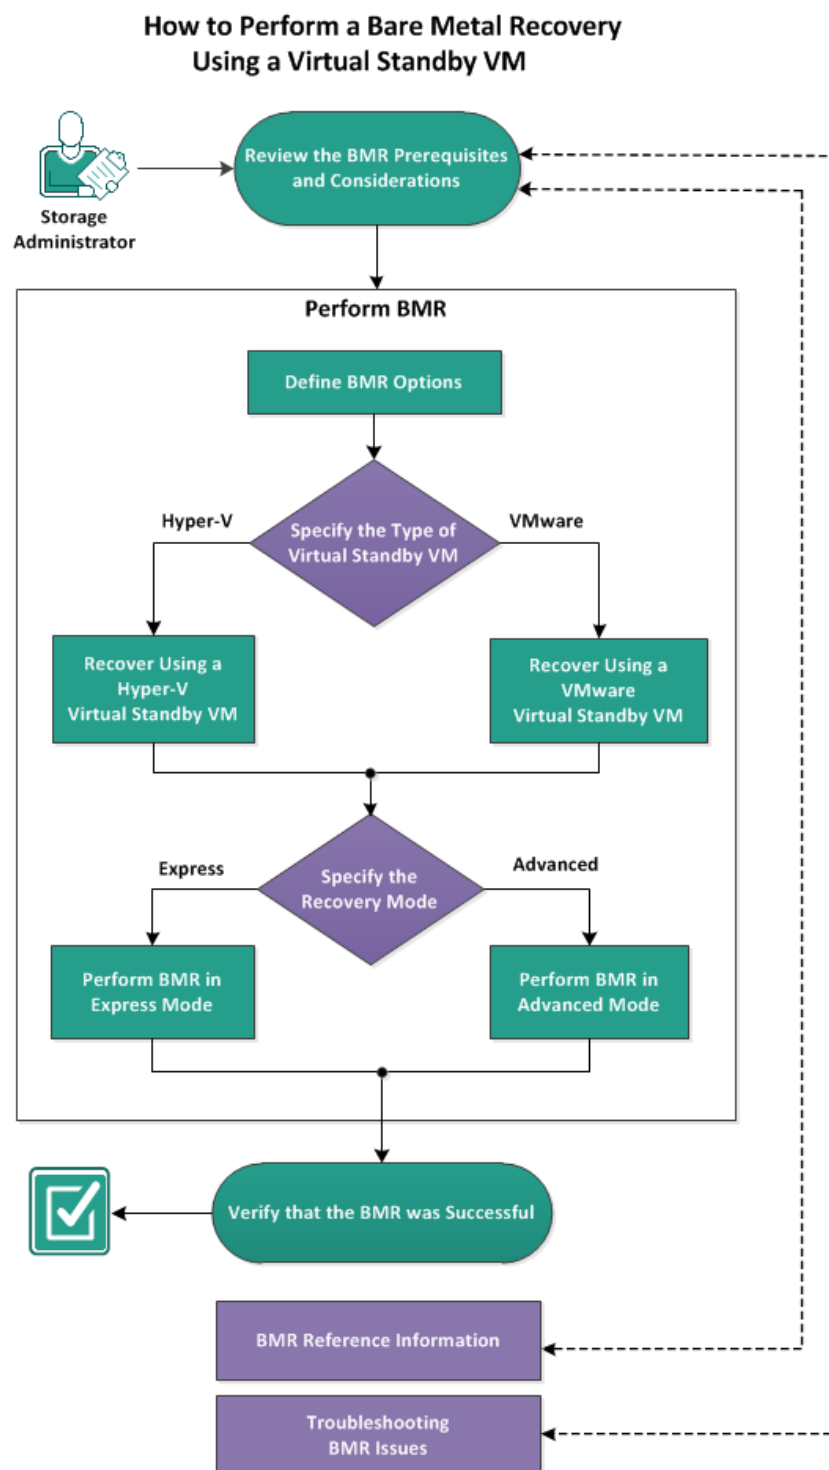 How to Perform a Bare Metal Recovery
Using a Virtual Standby VM
Review the BMR Prerequisites
and Considerations
Storage
Administrator
Perform BMR
Define BMR Options
Hyper-V
VMware
Specify the Type of
Virtual Standby VM
Recover Using a
Hyper-V
Virtual Standby VM
Recover Using a
VMware
Virtual Standby VM
Express
Advanced
Specify the
Recovery Mode
Perform BMR in
Express Mode
Perform BMR in
Advanced Mode
Verify that the BMR was Successful
BMR Reference Information
Troubleshooting
BMR Issues